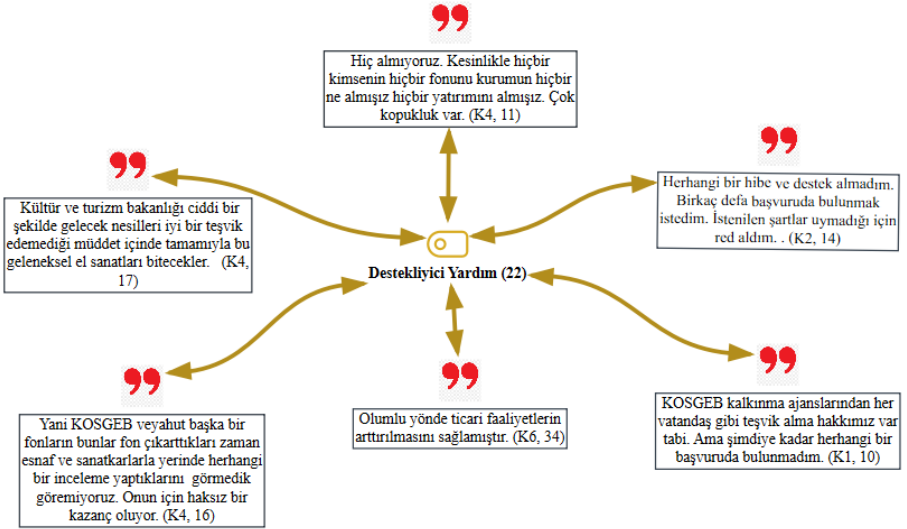 Hiç almıyoruz. Kesinlikle hiçbir
kimsenin hiçbir fonunu kurumun hiçbir
ne almışız hiçbir yatırımını almışız. Çok
kopukluk var. (K4, 11)
Kültür ve turizm bakanlığı ciddi bir
şekilde gelecek nesilleri iyi bir teşvik
edemediği müddet içinde tamamıyla bu
geleneksel el sanatları bitecekler. (K4,
17)
Herhangi bir hibe ve destek almadım.
Birkaç defa başvuruda bulunmak
istedim. İstenilen şartlar uymadığı için
red aldım. . (K2, 14)
Destekliyici Yardım (22)
Yani KOSGEB veyahut başka bir
fonların bunlar fon çıkarttıkları zaman
esnaf ve sanatkarlarla yerinde herhangi
bir inceleme yaptıklarını görmedik
göremiyoruz. Onun için haksız bir
kazanç oluyor. (K4, 16)
Olumlu yönde ticari faaliyetlerin
arttırılmasını sağlamıştır. (K6, 34)
KOSGEB kalkınma ajanslarından her
vatandaş gibi teşvik alma hakkımız var
tabi. Ama şimdiye kadar herhangi bir
başvuruda bulunmadım. (K1, 10)